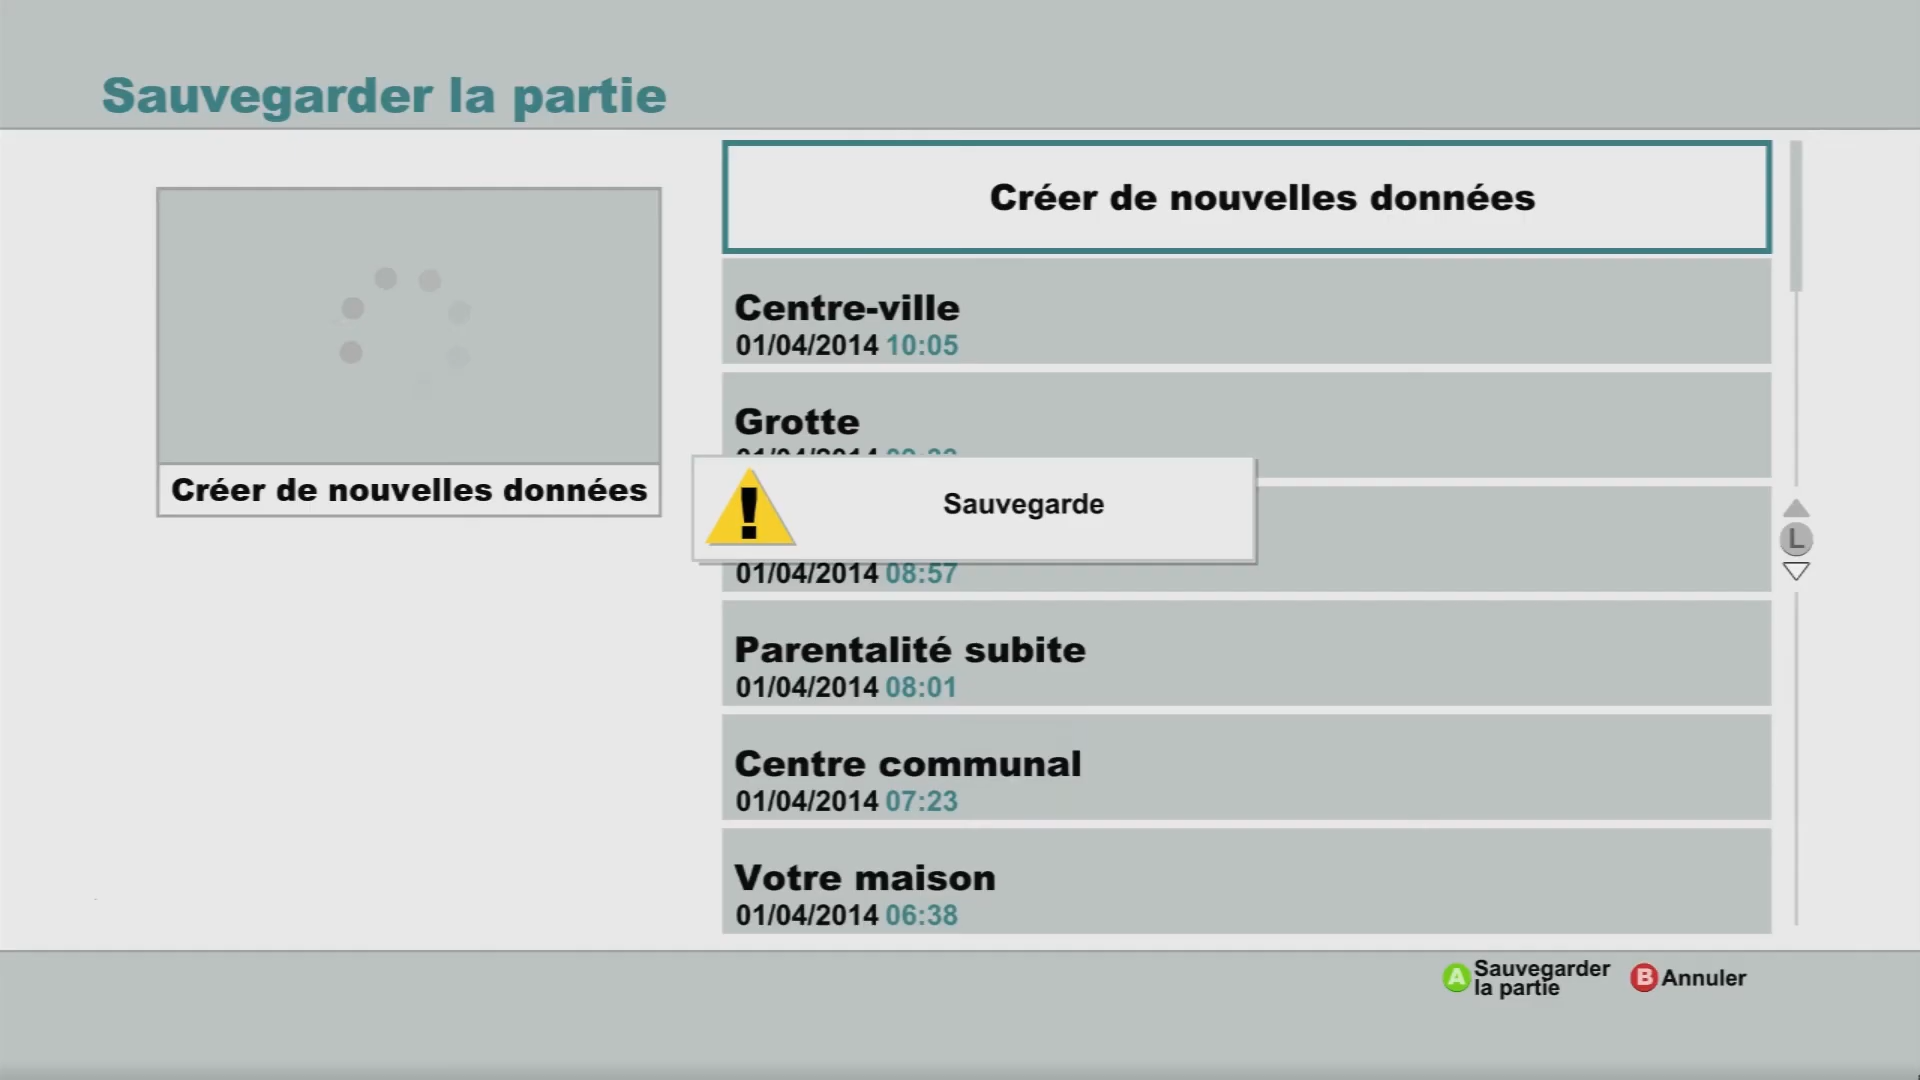 Sauvegarder la partie
Créer de nouvelles données
Créer de nouvelles données
Centre-ville
01/04/2014 10:05
Grotte
Sauvegarde
01/04/2014 08:57
Parentalité subite
01/04/2014 08:01
Centre communal
01/04/2014 07:23
Votre maison
01/04/2014 06:38
L
A Sauvegarder
la partie
B Annuler